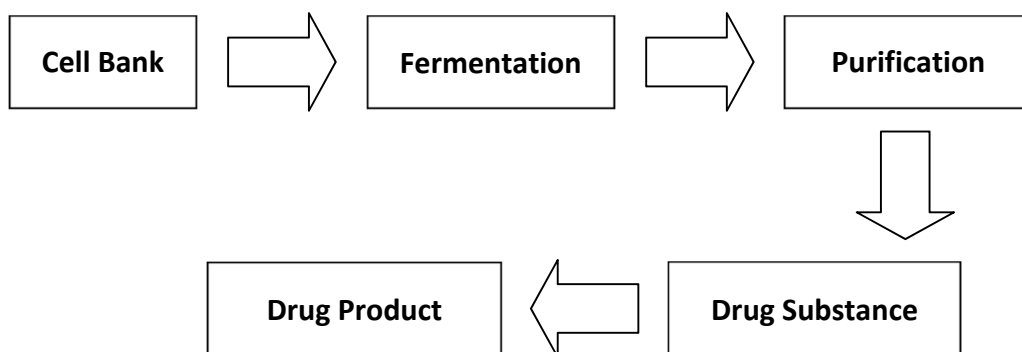 Cell Bank
Fermentation
Purification
Drug Substance
Drug Product